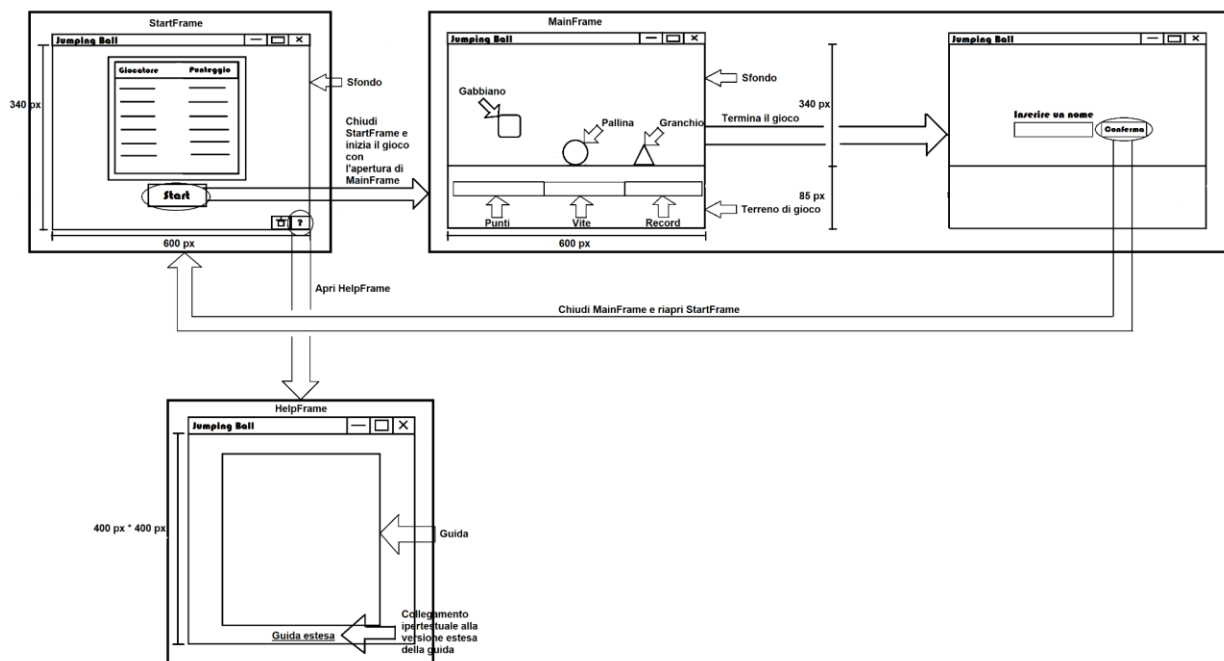 StartFrame
Jumping Ball
Giocatore
Punteggio
340 px
Sfondo
Start
?
600 px
Chiudi
StartFrame e
inizia il gioco
con
l'apertura di
MainFrame
MainFrame
Jumping Ball
Gabbiano
Pallina
Granchio
Sfondo
Punti
Vite
Record
Terreno di gioco
600 px
Termina il gioco
340 px
85 px
Jumping Ball
Inserire un nome
Conferma
Apri HelpFrame
Chiudi MainFrame e riapri StartFrame
HelpFrame
Jumping Ball
400 px * 400 px
Guida
Guida estesa
Collegamento
ipertestuale alla
versione estesa
della guida